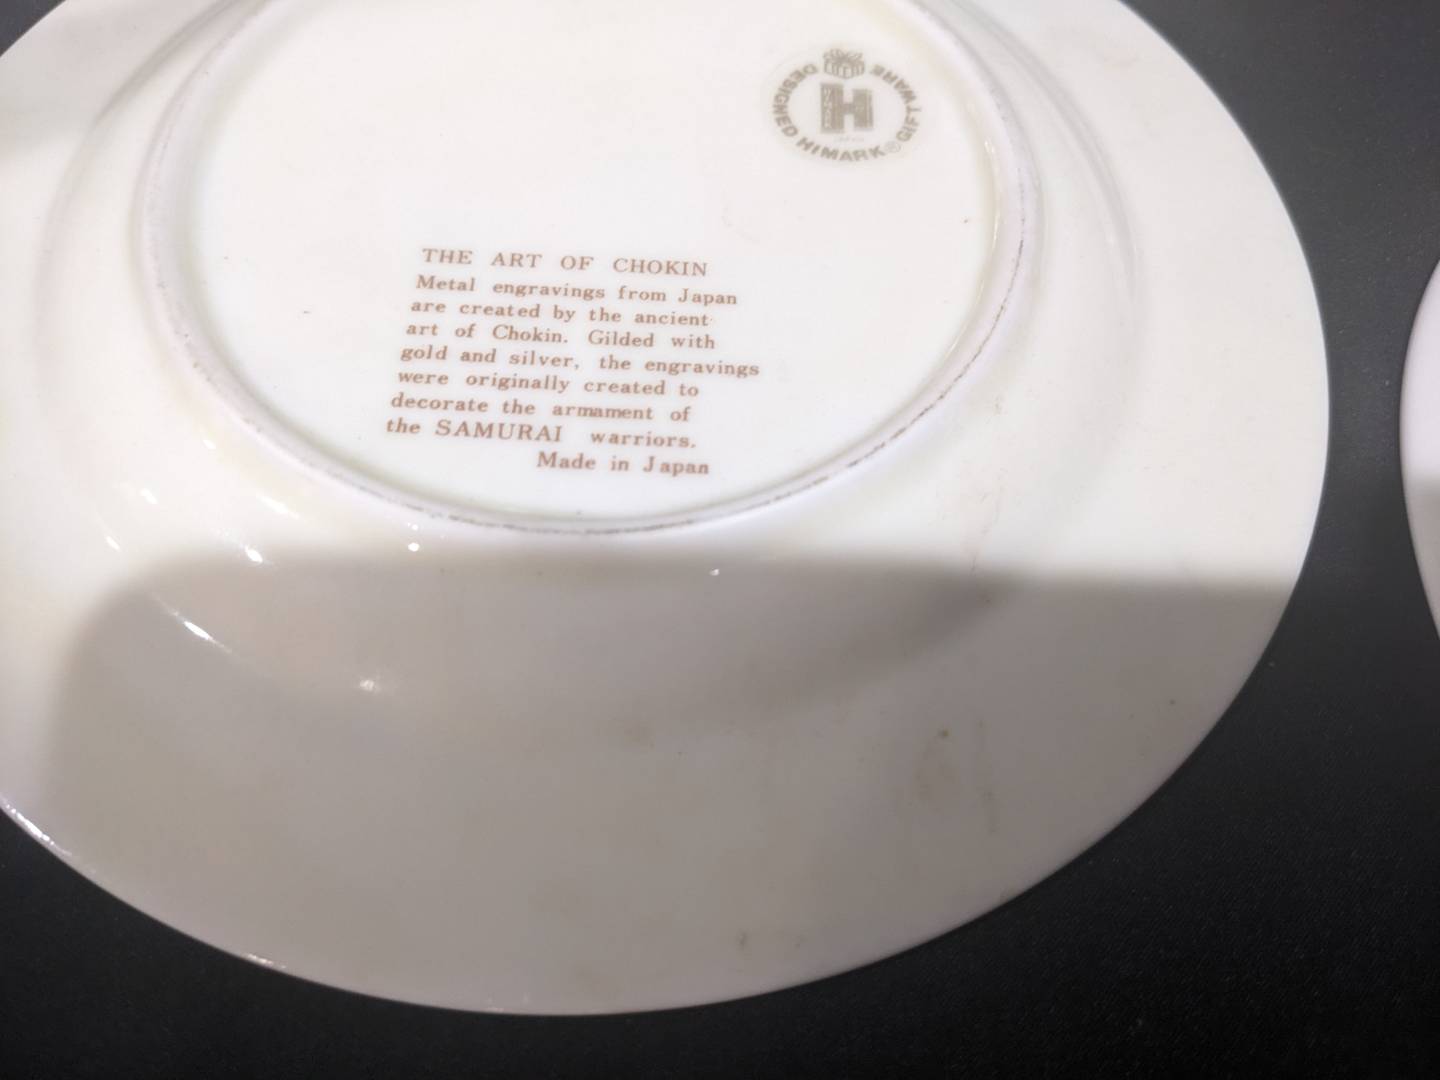 DESIGNED HIMARK® GIFTWARE
H
THE ART OF CHOKIN
Metal engravings from Japan
are created by the ancient
art of Chokin. Gilded with
gold and silver, the engravings
were originally created to
decorate the armament of
the SAMURAI warriors.
Made in Japan